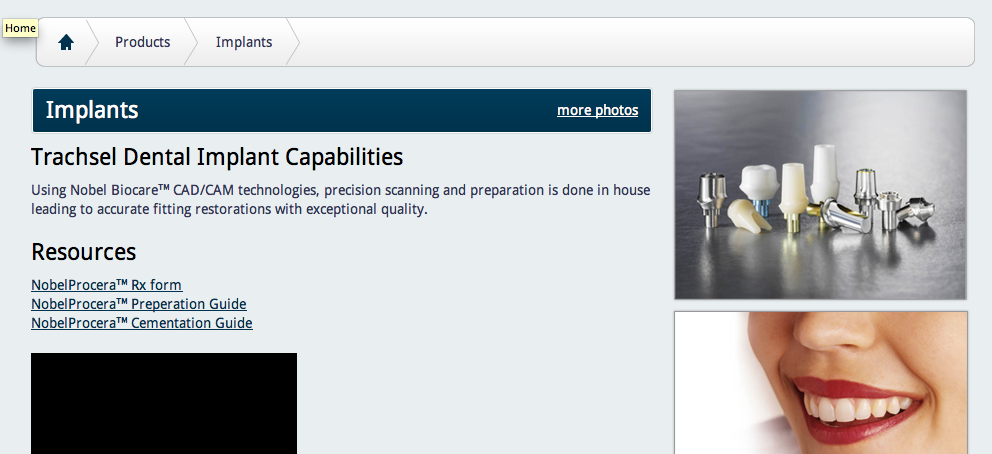 Home
Products
Implants
Implants
more photos
Trachsel Dental Implant Capabilities
Using Nobel Biocare™ CAD/CAM technologies, precision scanning and preparation is done in house
leading to accurate fitting restorations with exceptional quality.
Resources
NobelProcera™ Rx form
NobelProcera™ Preperation Guide
NobelProcera™ Cementation Guide